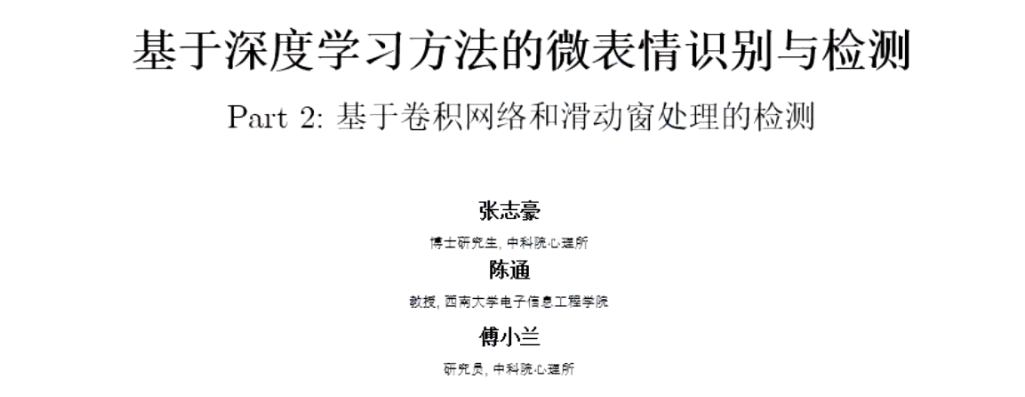 基于深度学习方法的微表情识别与检测
Part 2: 基于卷积网络和滑动窗处理的检测
张志豪
博士研究生, 中科院心理所
陈通
教授, 西南大学电子信息工程学院
傅小兰
研究员, 中科院心理所